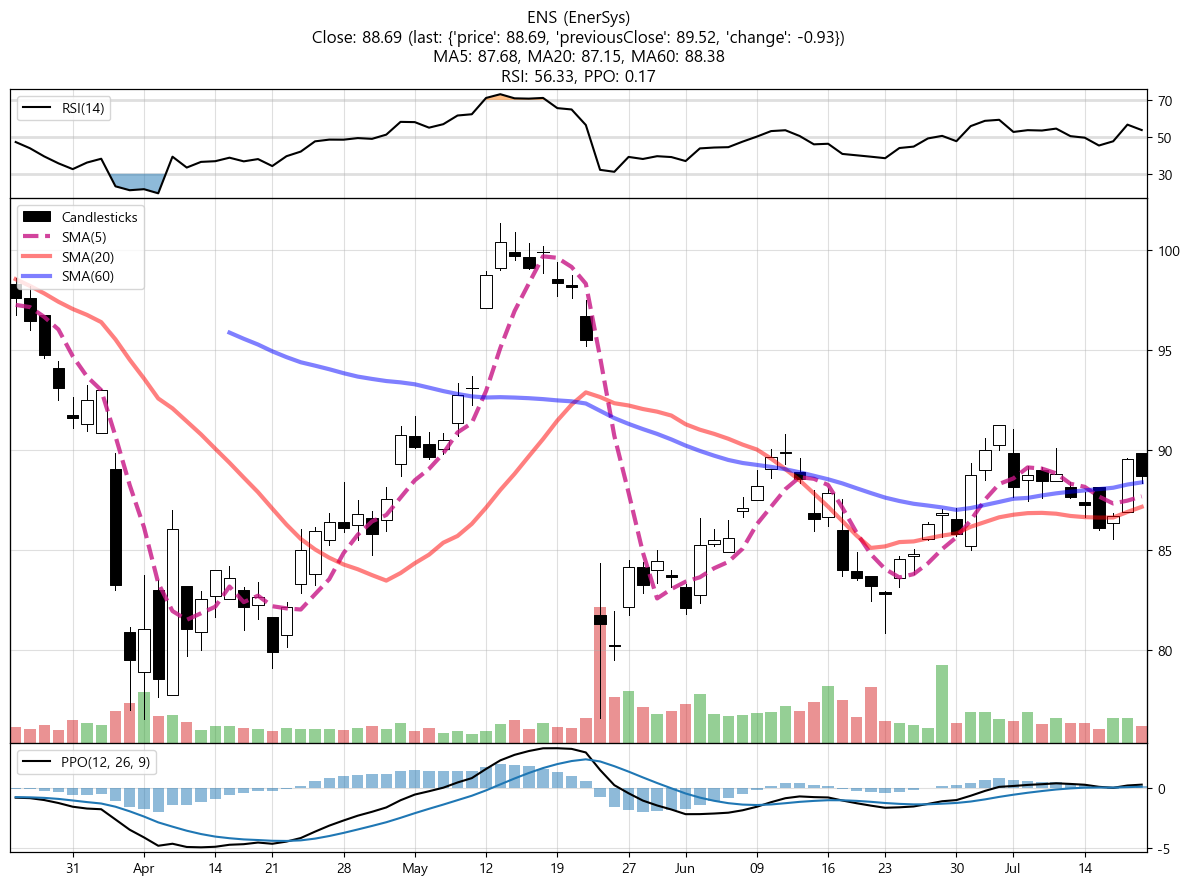 ENS (EnerSys)
Close: 88.69 (last: {'price': 88.69, 'previousClose': 89.52, 'change': -0.93})
MA5: 87.68, MA20: 87.15, MA60: 88.38
RSI: 56.33, PPO: 0.17
RSI(14)
70
50
30
Candlesticks
SMA(5)
SMA(20)
SMA(60)
100
95
90
85
80
PPO(12, 26, 9)
0
-5
31 Apr 14 21 28 May 12 19 27 Jun 09 16 23 30 Jul 14